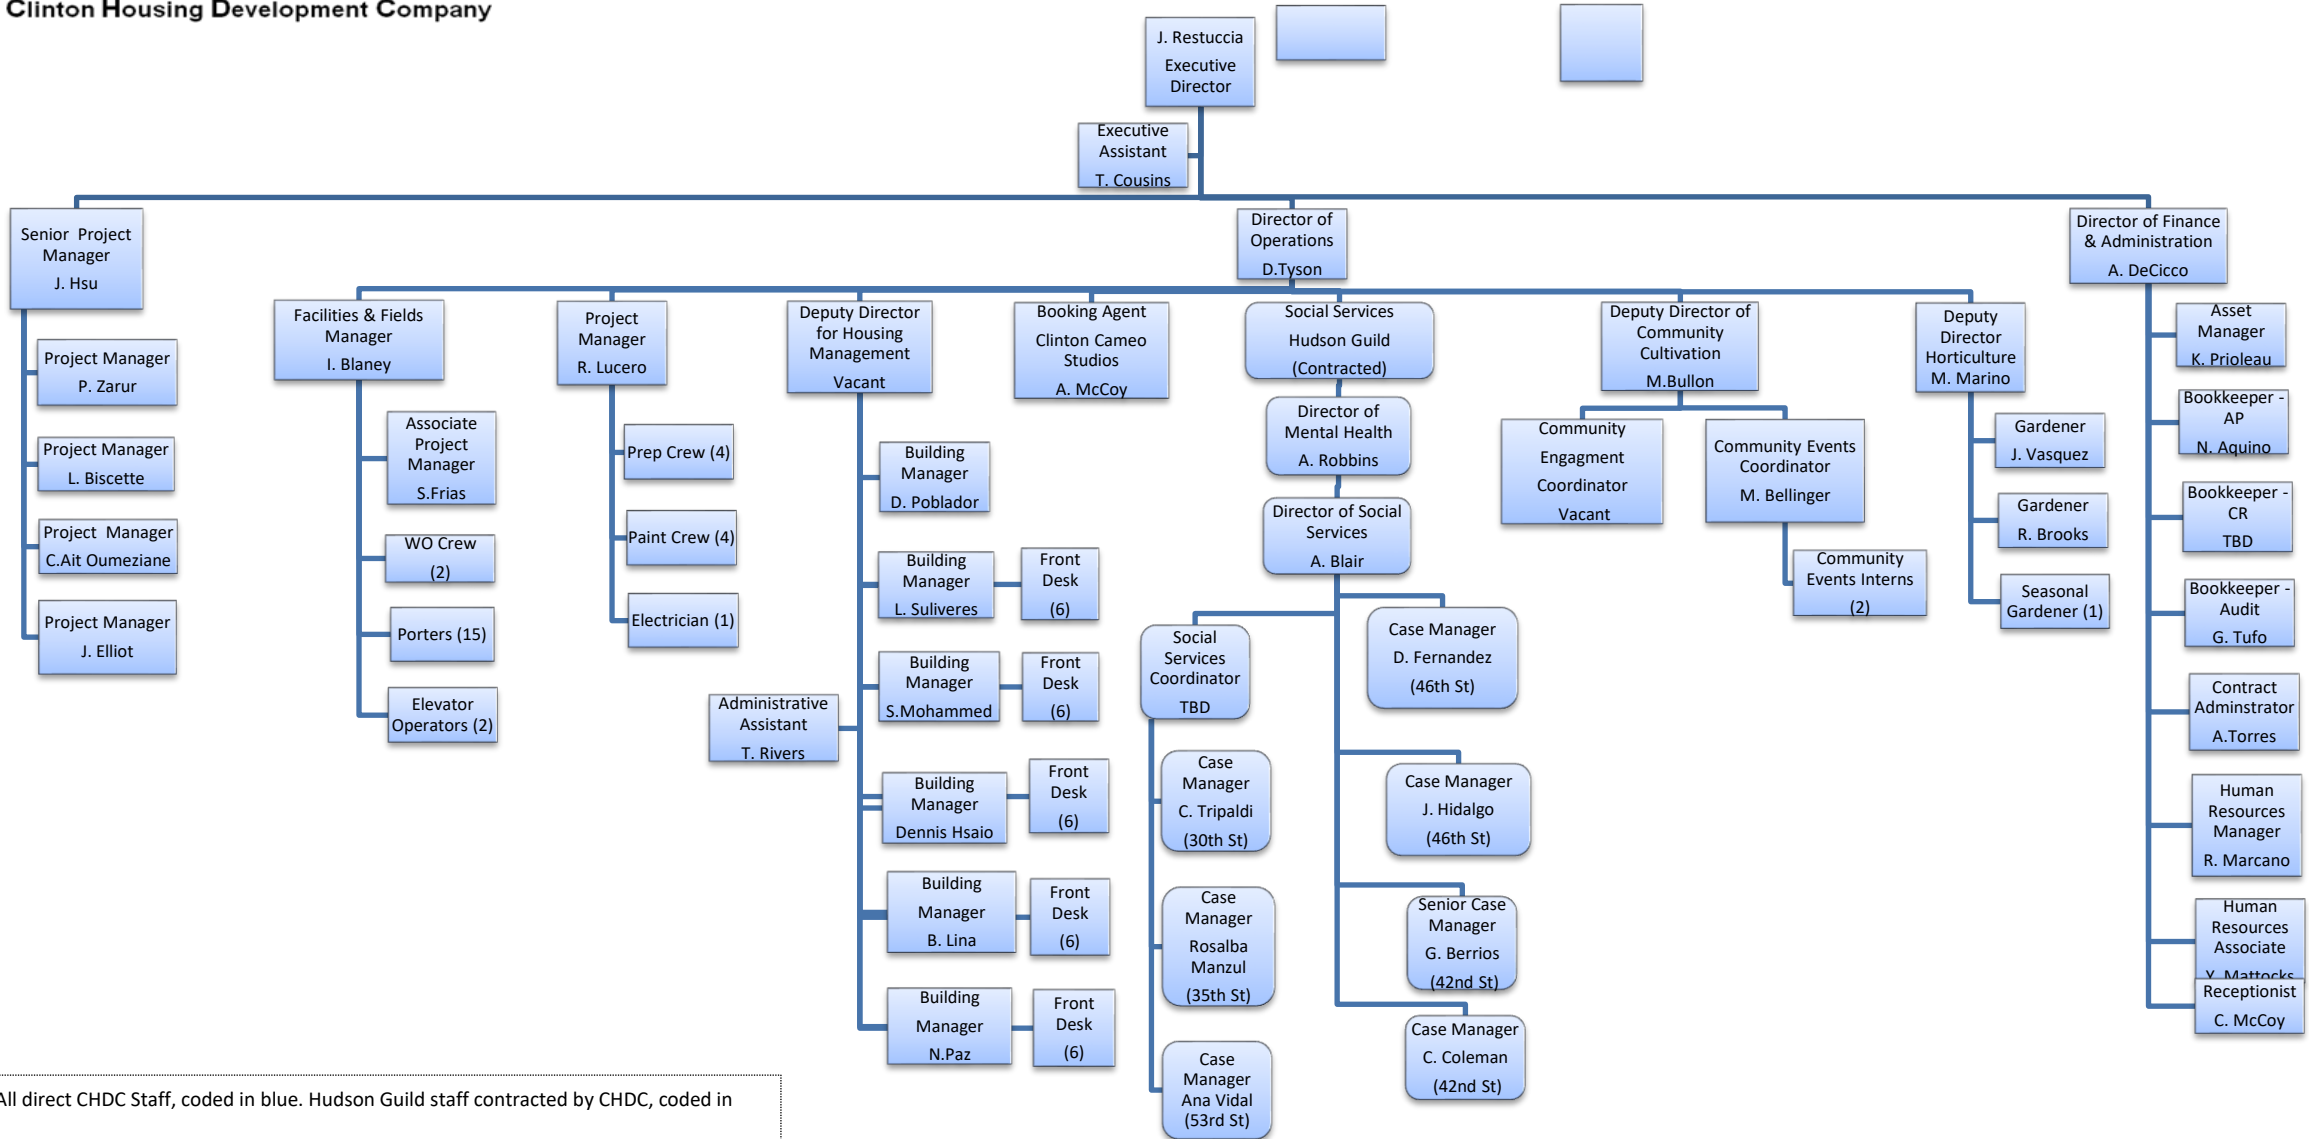 Clinton Housing Development Company
J. Restuccia
Executive
Director
Executive
Assistant
T. Cousins
Senior Project
Manager
J. Hsu
Project Manager
P. Zarur
Project Manager
L. Biscette
Project Manager
C.Ait Oumeziane
Project Manager
J. Elliot
Director of
Operations
D.Tyson
Facilities & Fields
Manager
I. Blaney
Associate
Project
Manager
S.Frias
WO Crew
(2)
Porters (15)
Elevator
Operators (2)
Project
Manager
R. Lucero
Prep Crew (4)
Paint Crew (4)
Electrician (1)
Deputy Director
for Housing
Management
Vacant
Administrative
Assistant
T. Rivers
Building
Manager
D. Poblador
Building
Manager
L. Suliveres
Front
Desk
(6)
Building
Manager
S.Mohammed
Front
Desk
(6)
Building
Manager
Dennis Hsaio
Front
Desk
(6)
Building
Manager
B. Lina
Front
Desk
(6)
Building
Manager
N.Paz
Front
Desk
(6)
Booking Agent
Clinton Cameo
Studios
A. McCoy
Social Services
Hudson Guild
(Contracted)
Director of
Mental Health
A. Robbins
Director of Social
Services
A. Blair
Social
Services
Coordinator
TBD
Case
Manager
C. Tripaldi
(30th St)
Case
Manager
Rosalba
Manzul
(35th St)
Case
Manager
Ana Vidal
(53rd St)
Case Manager
D. Fernandez
(46th St)
Case Manager
J. Hidalgo
(46th St)
Senior Case
Manager
G. Berrios
(42nd St)
Case Manager
C. Coleman
(42nd St)
Deputy Director of
Community
Cultivation
M.Bullon
Community
Engagment
Coordinator
Vacant
Community Events
Coordinator
M. Bellinger
Community
Events Interns
(2)
Deputy
Director
Horticulture
M. Marino
Gardener
J. Vasquez
Gardener
R. Brooks
Seasonal
Gardener (1)
Director of Finance
& Administration
A. DeCicco
Asset
Manager
K. Prioleau
Bookkeeper -
AP
N. Aquino
Bookkeeper -
CR
TBD
Bookkeeper -
Audit
G. Tufo
Contract
Adminstrator
A.Torres
Human
Resources
Manager
R. Marcano
Human
Resources
Associate
Y. Mattocks
Receptionist
C. McCoy
All direct CHDC Staff, coded in blue. Hudson Guild staff contracted by CHDC, coded in